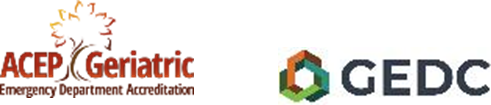 ACEP Geriatric
Emergency Department Accreditation
GEDC